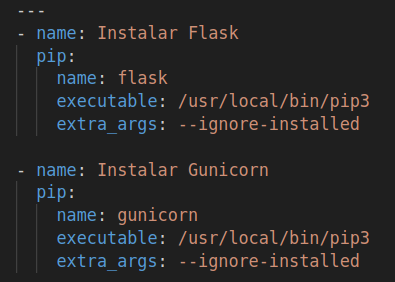 ---
- name: Instalar Flask
  pip:
    name: flask
    executable: /usr/local/bin/pip3
    extra_args: --ignore-installed

- name: Instalar Gunicorn
  pip:
    name: gunicorn
    executable: /usr/local/bin/pip3
    extra_args: --ignore-installed